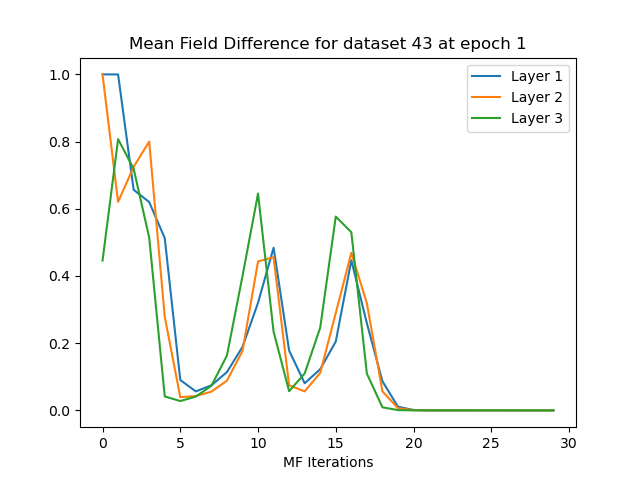 Mean Field Difference for dataset 43 at epoch 1
Layer 1
Layer 2
Layer 3
1.0
0.8
0.6
0.4
0.2
0.0
0 5 10 15 20 25 30
MF Iterations